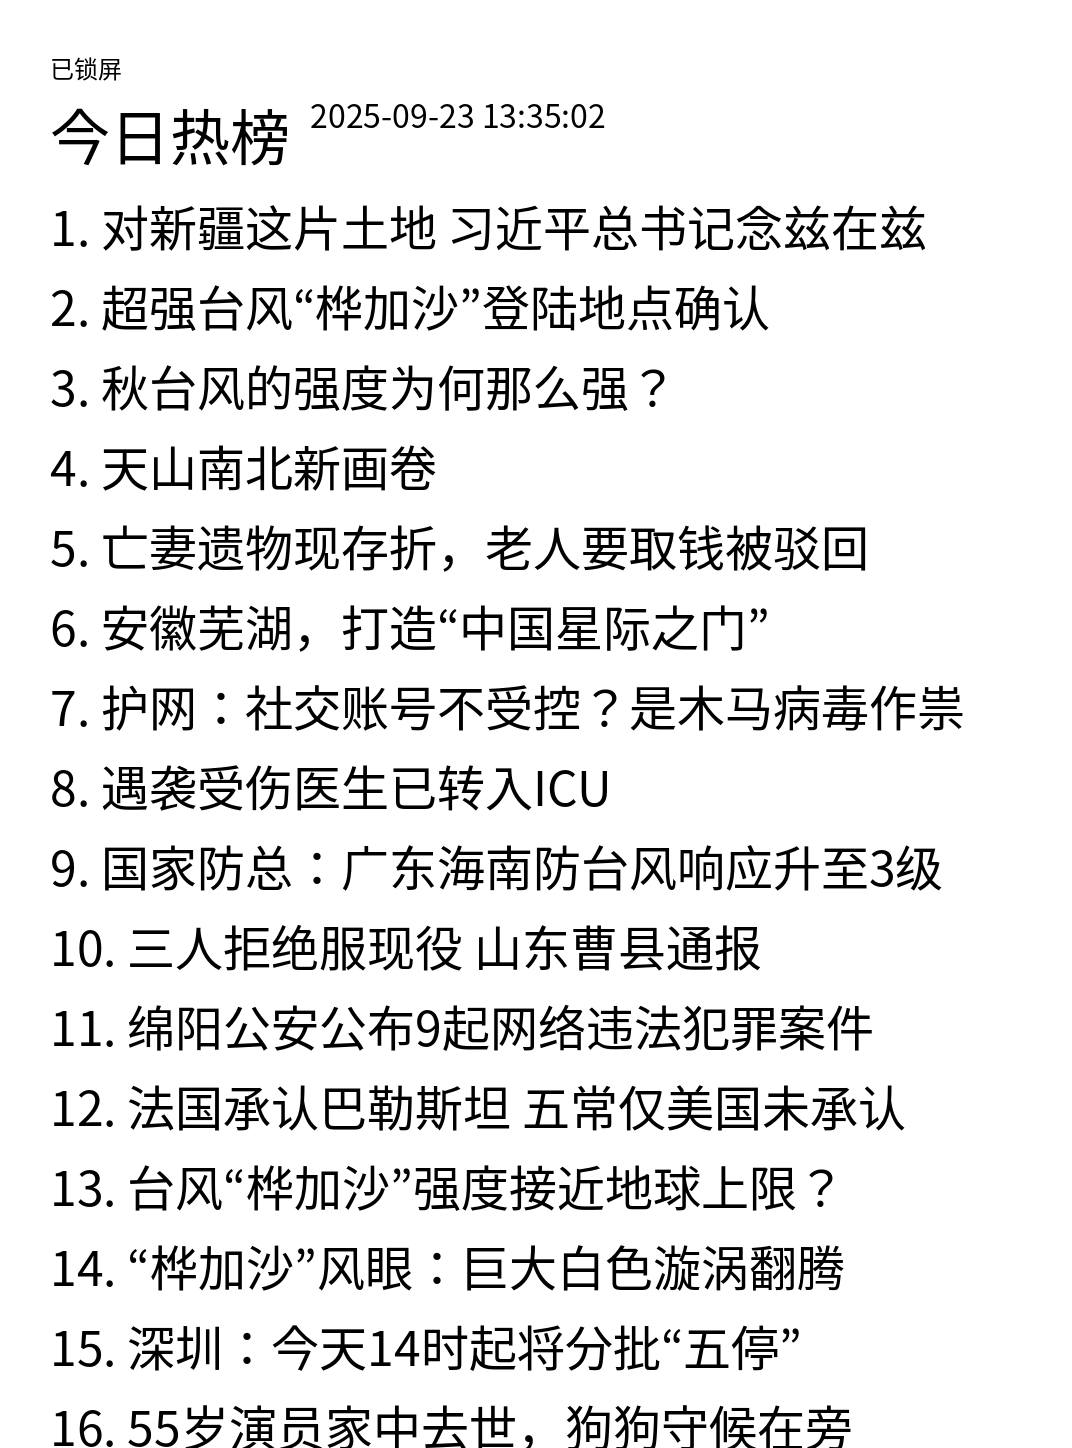 已锁屏
今日热榜 2025-09-23 13:35:02
1. 对新疆这片土地 习近平总书记念兹在兹
2. 超强台风“桦加沙”登陆地点确认
3. 秋台风的强度为何那么强？
4. 天山南北新画卷
5. 亡妻遗物现存折，老人要取钱被驳回
6. 安徽芜湖，打造“中国星际之门”
7. 护网：社交账号不受控？是木马病毒作祟
8. 遇袭受伤医生已转入ICU
9. 国家防总：广东海南防台风响应升至3级
10. 三人拒绝服现役 山东曹县通报
11. 绵阳公安公布9起网络违法犯罪案件
12. 法国承认巴勒斯坦 五常仅美国未承认
13. 台风“桦加沙”强度接近地球上限？
14. “桦加沙”风眼：巨大白色漩涡翻腾
15. 深圳：今天14时起将分批“五停”
16. 55岁演员家中去世，狗狗守候在旁